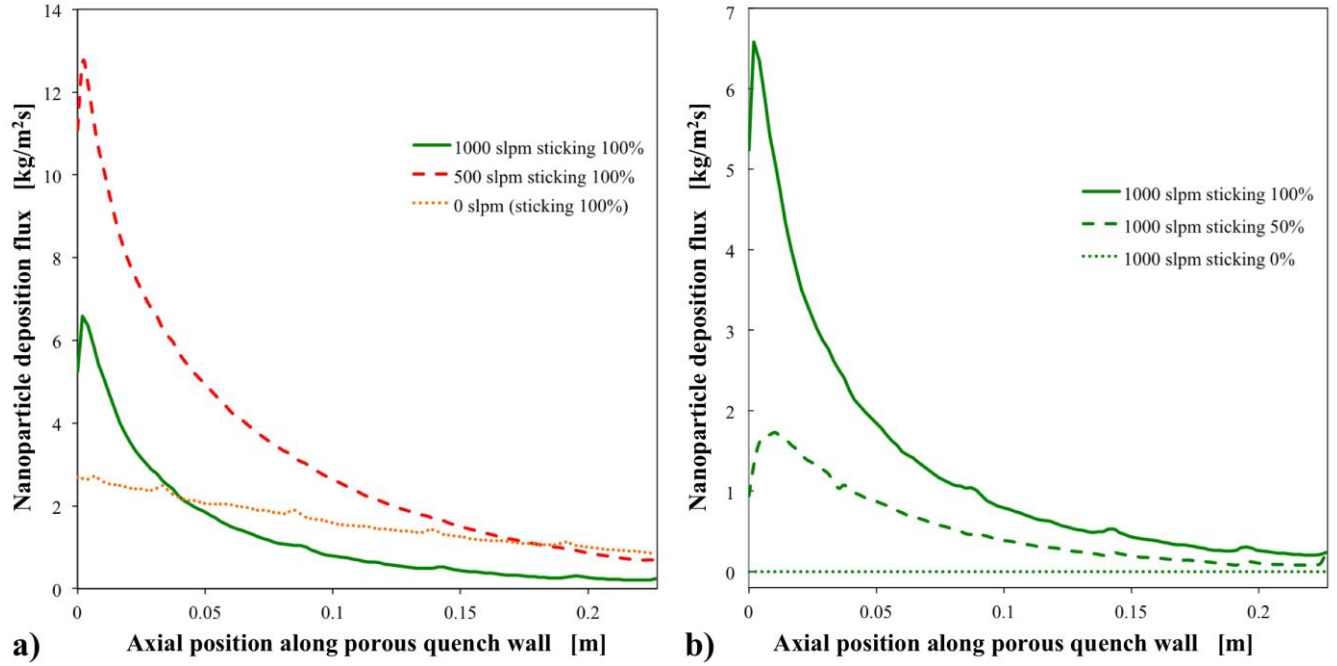 Nanoparticle deposition flux [kg/m²s]
14
12
10
8
6
4
2
0
1000 slpm sticking 100%
500 slpm sticking 100%
0 slpm (sticking 100%)
0
0.05
0.1
0.15
0.2
a)
Axial position along porous quench wall [m]
Nanoparticle deposition flux [kg/m²s]
7
6
5
4
3
2
1
0
1000 slpm sticking 100%
1000 slpm sticking 50%
1000 slpm sticking 0%
0
0.05
0.1
0.15
0.2
b)
Axial position along porous quench wall [m]